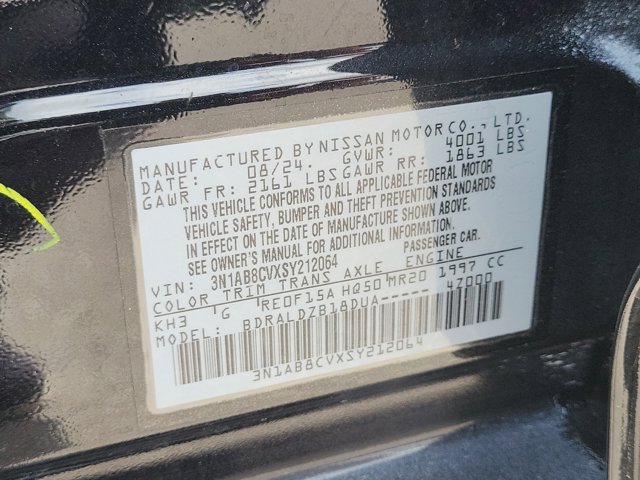 MANUFACTURED BY NISSAN MOTOR CO., LTD.
DATE: 08/24. GVWR: 4001 LBS
GAWR FR: 2161 LBS GAWR RR: 1863 LBS
THIS VEHICLE CONFORMS TO ALL APPLICABLE FEDERAL MOTOR
VEHICLE SAFETY, BUMPER AND THEFT PREVENTION STANDARDS
IN EFFECT ON THE DATE OF MANUFACTURE SHOWN ABOVE.
SEE OWNER'S MANUAL FOR ADDITIONAL INFORMATION.
VIN: 3N1AB8CVXSY212064 PASSENGER CAR.
COLOR TRIM TRANS AXLE ENGINE
KH3 G RE0F15A HQ50 MR20 1997 CC
MODEL: BDRALDZB18DUA--- 47000
3N1AB8CVXSY212064